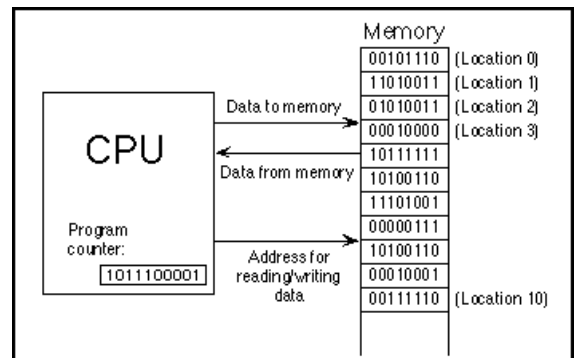 Memory
00101110 (Location 0)
11010011 (Location 1)
Data to memory 01010011 (Location 2)
00010000 (Location 3)
CPU 10111111
Data from memory 10100110
11101001
Program 00000111
counter: Address for 10100110
1011100001 reading/writing 00010001
data 00111110 (Location 10)